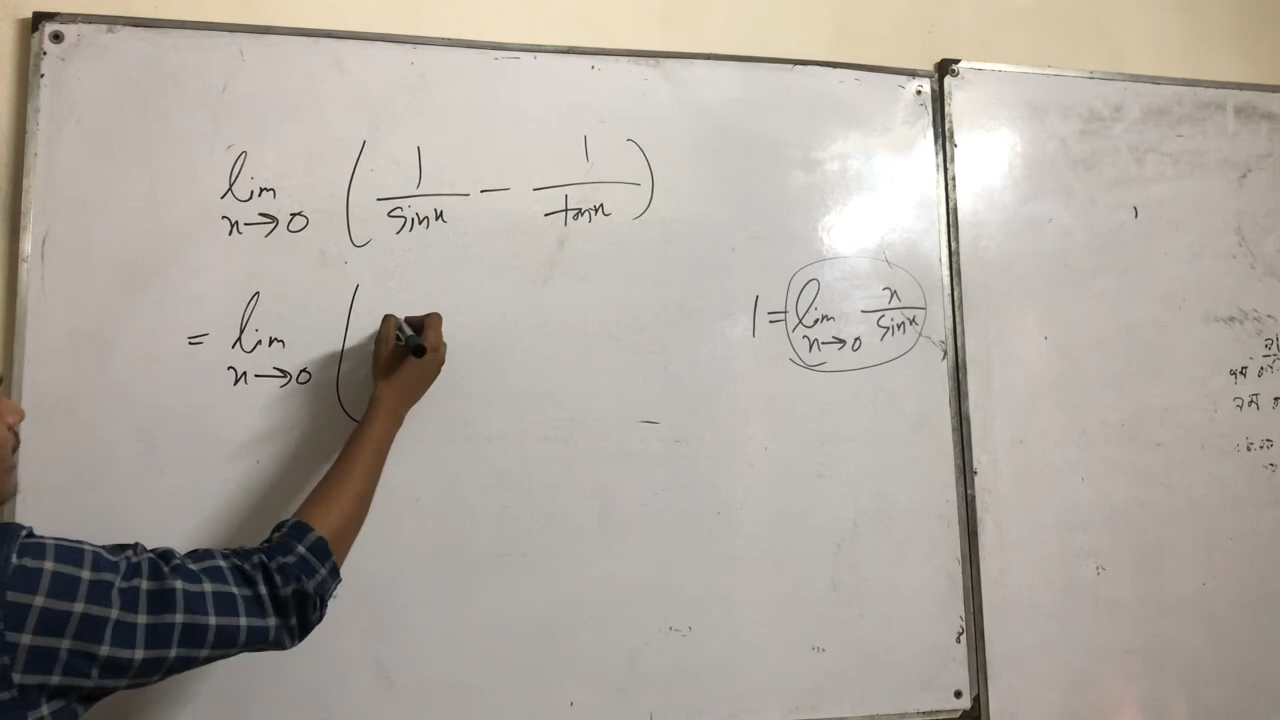 lim x→0 ( 1/sinx - 1/tanx )
= lim x→0 (
1 = lim x→0 x/sinx